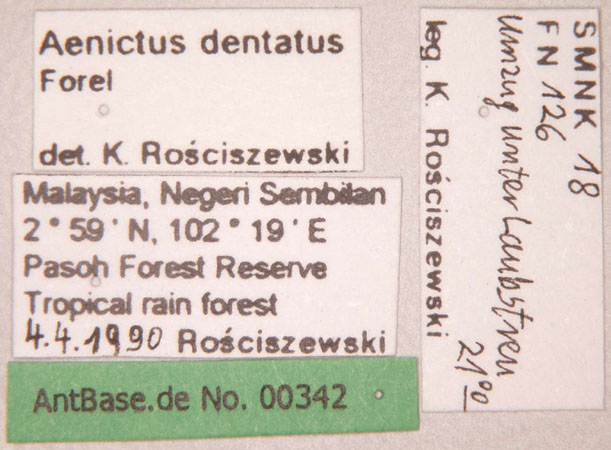 Aenictus dentatus
Forel
det. K. Rościszewski
Malaysia, Negeri Sembilan
2° 59' N, 102° 19' E
Pasoh Forest Reserve
Tropical rain forest
4.4.1990 Rościszewski
AntBase.de No. 00342
SMNK 18
FN 126
Umzug unter Laubstreu
21⁰⁰
leg. K. Rościszewski